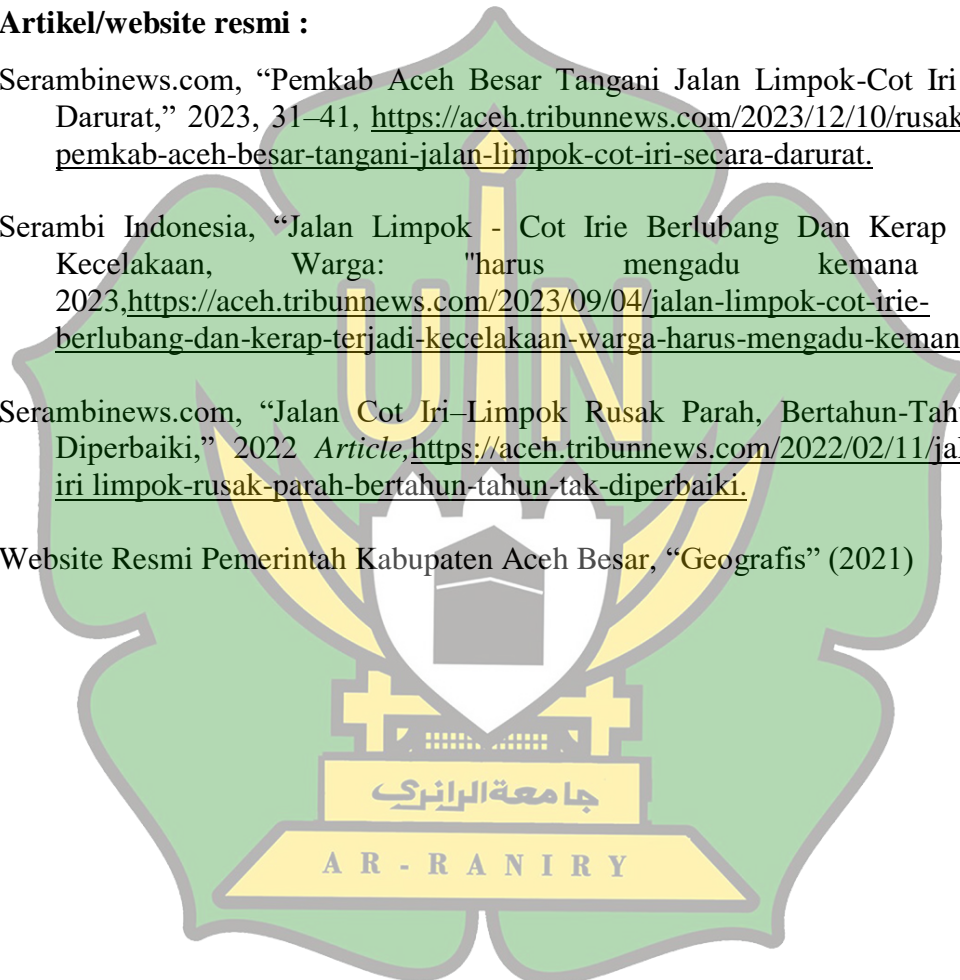 Artikel/website resmi :
Serambinews.com, “Pemkab Aceh Besar Tangani Jalan Limpok-Cot Iri
Darurat,” 2023, 31–41, https://aceh.tribunnews.com/2023/12/10/rusak
pemkab-aceh-besar-tangani-jalan-limpok-cot-iri-secara-darurat.
Serambi Indonesia, “Jalan Limpok - Cot Irie Berlubang Dan Kerap
Kecelakaan, Warga: "harus mengadu kemana
2023,https://aceh.tribunnews.com/2023/09/04/jalan-limpok-cot-irie-
berlubang-dan-kerap-terjadi-kecelakaan-warga-harus-mengadu-keman
Serambinews.com, “Jalan Cot Iri–Limpok Rusak Parah, Bertahun-Tah
Diperbaiki,” 2022 Article,https://aceh.tribunnews.com/2022/02/11/jal
iri limpok-rusak-parah-bertahun-tahun-tak-diperbaiki.
Website Resmi Pemerintah Kabupaten Aceh Besar, “Geografis” (2021)
UIN
جامعة الرانري
AR-RANIRY